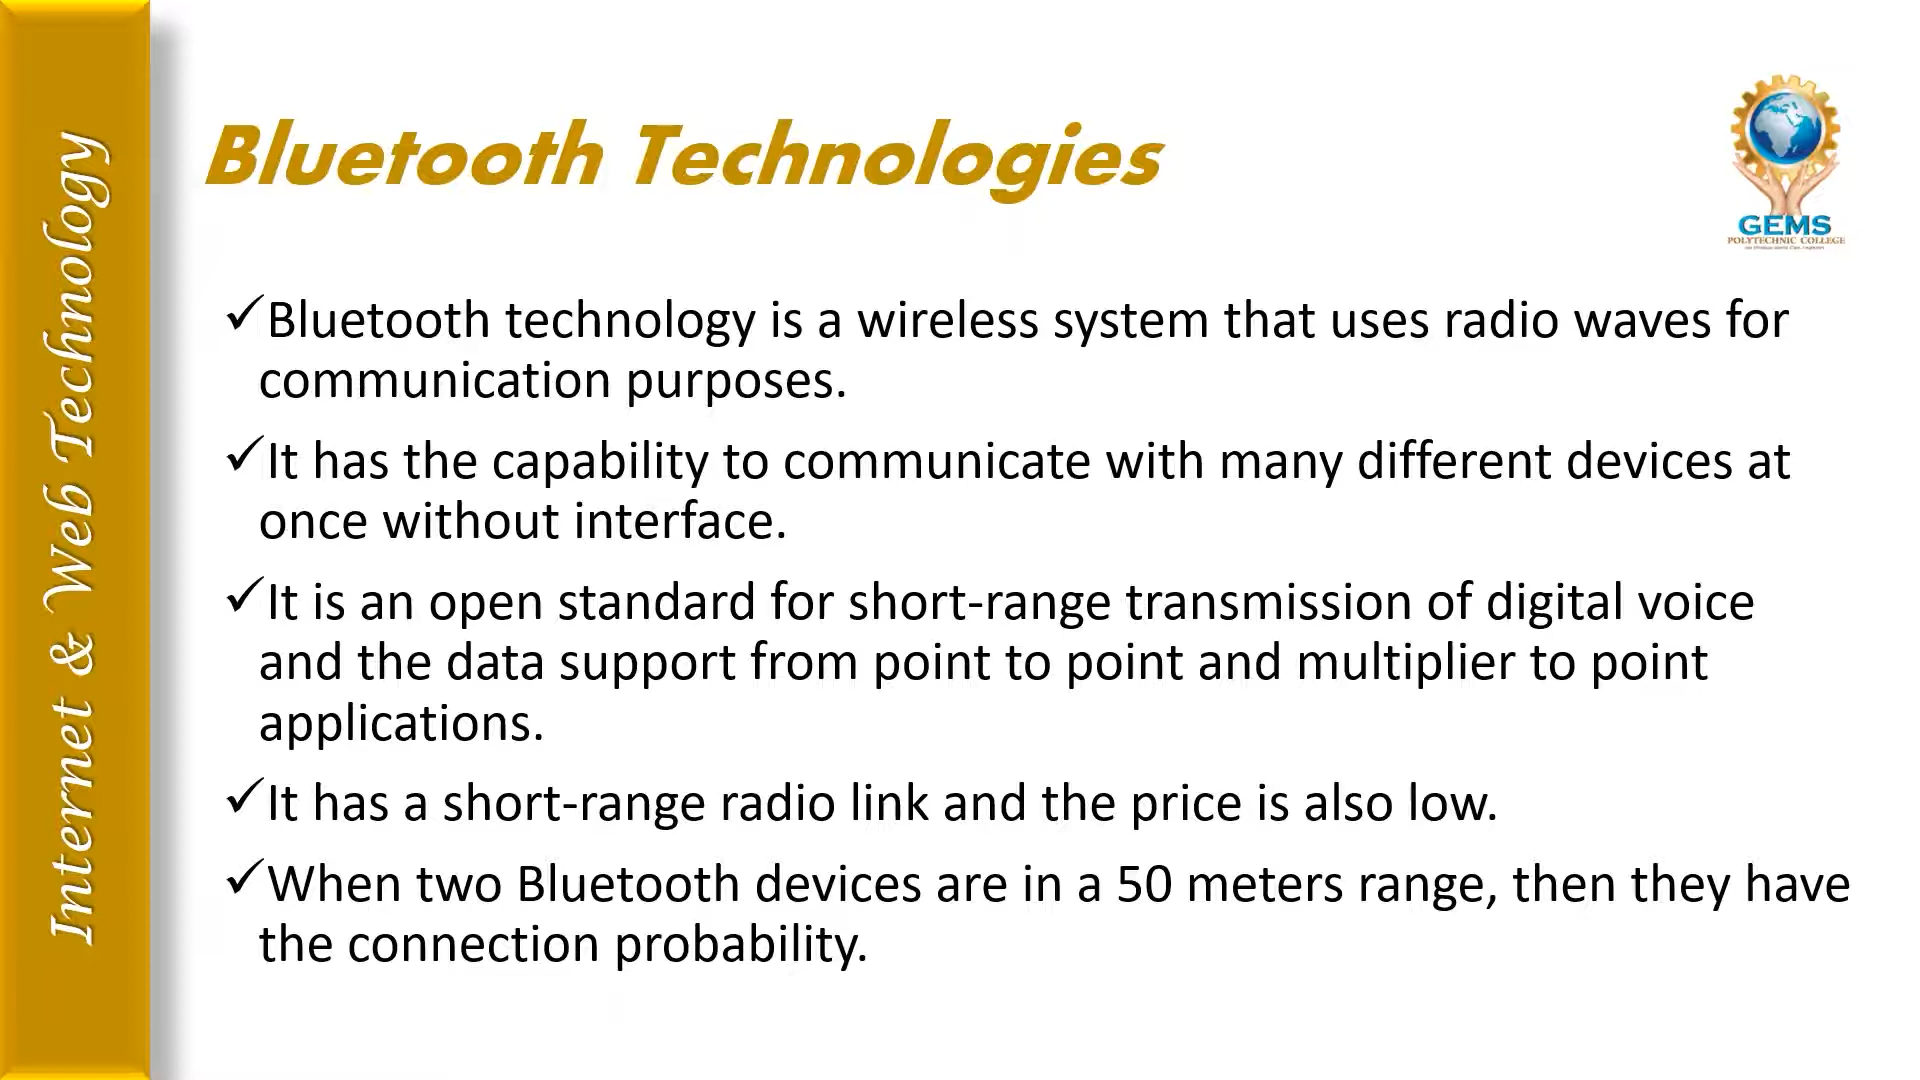 Internet & Web Technology
Bluetooth Technologies
GEMS
POLYTECHNIC COLLEGE
✓Bluetooth technology is a wireless system that uses radio waves for
communication purposes.
✓It has the capability to communicate with many different devices at
once without interface.
✓It is an open standard for short-range transmission of digital voice
and the data support from point to point and multiplier to point
applications.
✓It has a short-range radio link and the price is also low.
✓When two Bluetooth devices are in a 50 meters range, then they have
the connection probability.